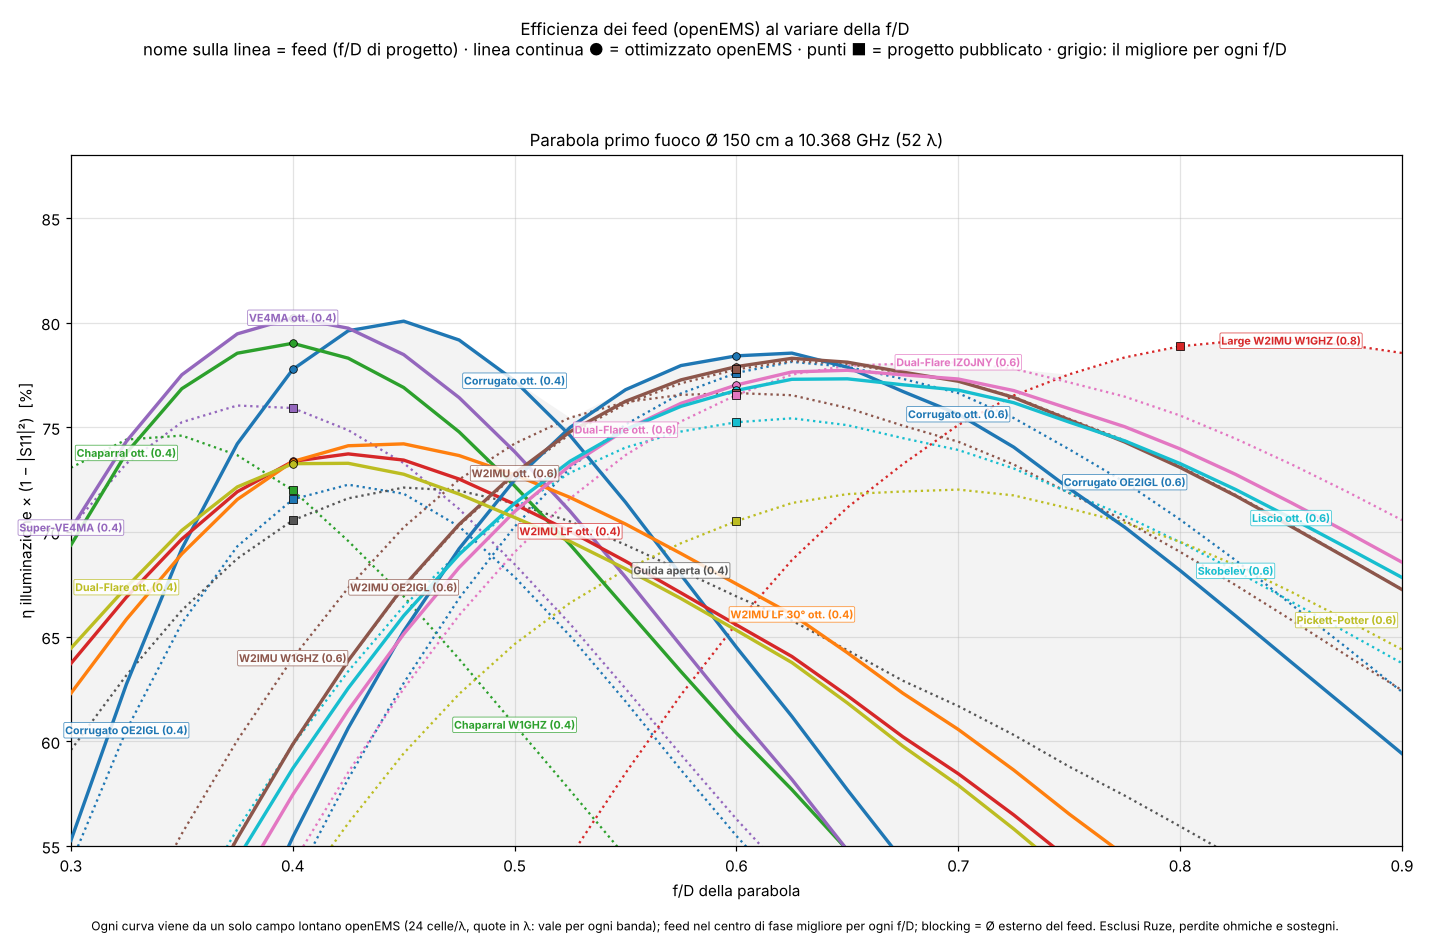 Efficienza dei feed (openEMS) al variare della f/D
nome sulla linea = feed (f/D di progetto) · linea continua ● = ottimizzato openEMS · punti ■ = progetto pubblicato · grigio: il migliore per ogni f/D
Parabola primo fuoco Ø 150 cm a 10.368 GHz (52 λ)
85
80
75
70
65
60
55
η illuminazione × (1 − |S11|²) [%]
VE4MA ott. (0.4)
Large W2IMU W1GHZ (0.8)
Dual-Flare IZ0JNY (0.6)
Corrugato ott. (0.4)
Corrugato ott. (0.6)
Dual-Flare ott. (0.6)
Chaparral ott. (0.4)
W2IMU ott. (0.6)
Corrugato OE2IGL (0.6)
Super-VE4MA (0.4)
W2IMU LF ott. (0.4)
Liscio ott. (0.6)
Guida aperta (0.4)
Skobelev (0.6)
Dual-Flare ott. (0.4)
W2IMU OE2IGL (0.6)
W2IMU LF 30° ott. (0.4)
Pickett-Potter (0.6)
W2IMU W1GHZ (0.6)
Corrugato OE2IGL (0.4)
Chaparral W1GHZ (0.4)
0.3 0.4 0.5 0.6 0.7 0.8 0.9
f/D della parabola
Ogni curva viene da un solo campo lontano openEMS (24 celle/λ, quote in λ: vale per ogni banda); feed nel centro di fase migliore per ogni f/D; blocking = Ø esterno del feed. Esclusi Ruze, perdite ohmiche e sostegni.